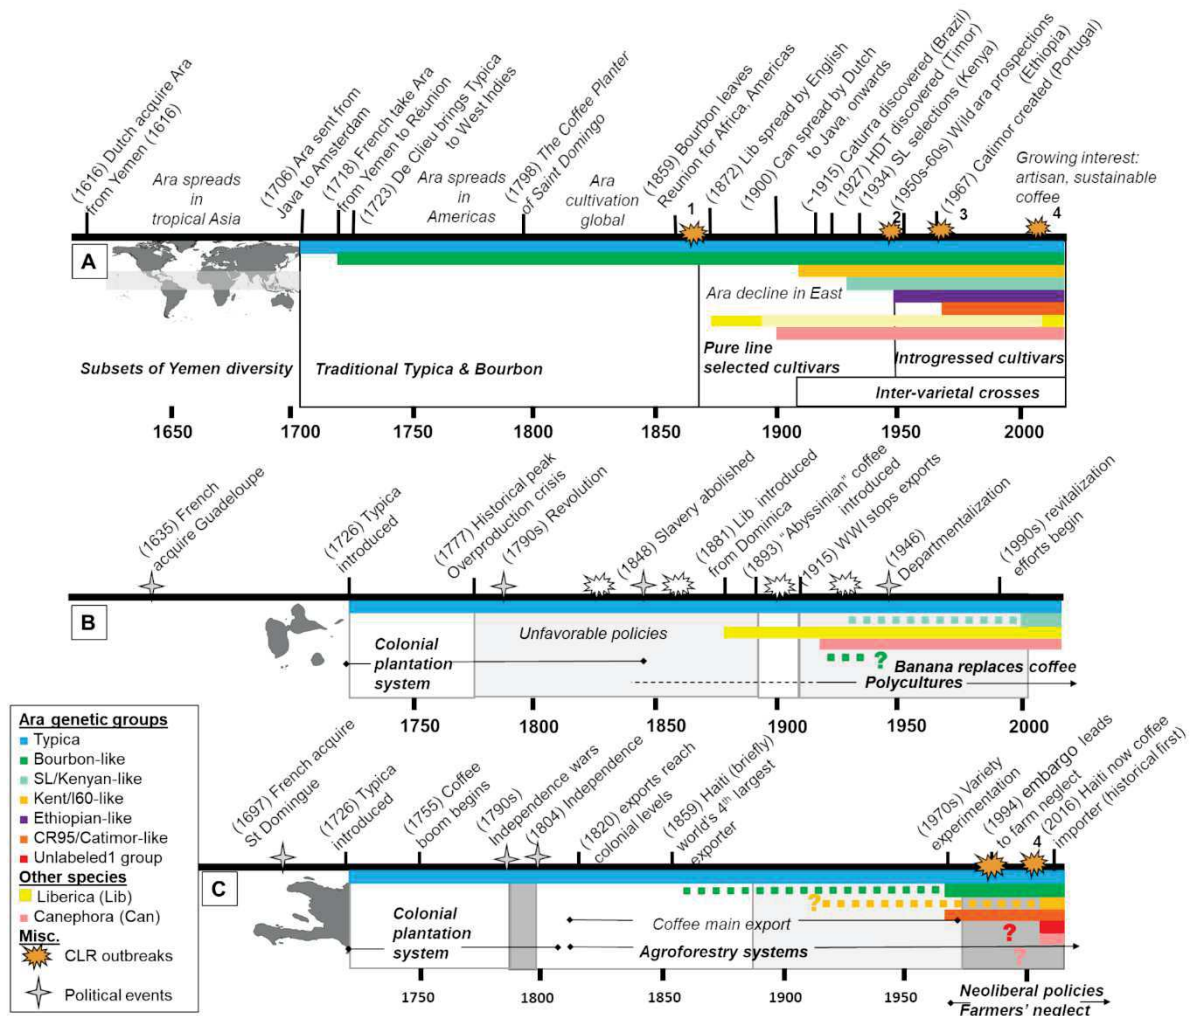 (1616) Dutch acquire Ara
from Yemen (1616)
Ara spreads
in
tropical Asia
(1706) Ara sent from
Java to Amsterdam
(1718) French take Ara
from Yemen to Réunion
(1723) De Clieu brings Typica
to West Indies
Ara spreads
in
Americas
(1798) The Coffee Planter
of Saint Domingo
Ara
cultivation
global
(1859) Bourbon leaves
Reunion for Africa, Americas
(1872) Lib spread by English
(1900) Can spread by Dutch
to Java, onwards
(~1915) Caturra discovered (Brazil)
(1927) HDT discovered (Timor)
(1934) SL selections (Kenya)
(1950s-60s) Wild ara prospections
(Ethiopia)
(1967) Catimor created (Portugal)
Growing interest:
artisan, sustainable
coffee
1
2
3
4
A
Ara decline in East
Subsets of Yemen diversity
Traditional Typica & Bourbon
Pure line
selected cultivars
Introgressed cultivars
Inter-varietal crosses
1650 1700 1750 1800 1850 1900 1950 2000
(1635) French
acquire Guadeloupe
(1726) Typica
introduced
(1777) Historical peak
Overproduction crisis
(1790s) Revolution
(1848) Slavery abolished
(1881) Lib introduced
from Dominica
(1893) "Abyssinian" coffee
introduced
(1915) WWI stops exports
(1946)
Departmentalization
(1990s) revitalization
efforts begin
B
Colonial
plantation
system
Unfavorable policies
?
Banana replaces coffee
Polycultures
1750 1800 1850 1900 1950 2000
Ara genetic groups
Typica
Bourbon-like
SL/Kenyan-like
Kent/I60-like
Ethiopian-like
CR95/Catimor-like
Unlabeled1 group
Other species
Liberica (Lib)
Canephora (Can)
Misc.
CLR outbreaks
Political events
(1697) French acquire
St Domingue
(1726) Typica
introduced
(1755) Coffee
boom begins
(1790s)
Independence wars
(1804) Independence
(1820) exports reach
colonial levels
(1859) Haiti (briefly)
world's 4th largest
exporter
(1970s) Variety
experimentation
(1994) embargo leads
to farm neglect
(2016) Haiti now coffee
importer (historical first)
4
C
Colonial
plantation
system
?
Coffee main export
Agroforestry systems
?
?
1750 1800 1850 1900 1950
Neoliberal policies
Farmers' neglect